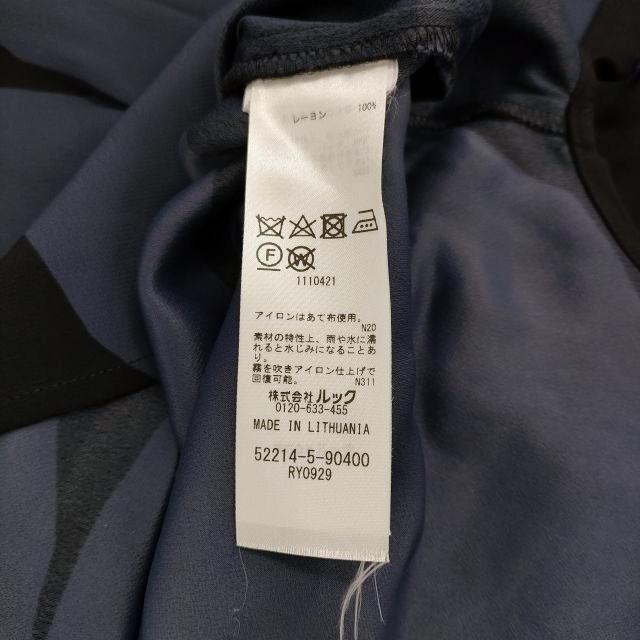 レーヨン 100%
F W
1110421
アイロンはあて布使用。
N20
素材の特性上、雨や水に濡
れると水じみになることあ
り。
霧を吹きアイロン仕上げで
回復可能。 N311
株式会社ルック
0120-633-455
MADE IN LITHUANIA
52214-5-90400
RY0929